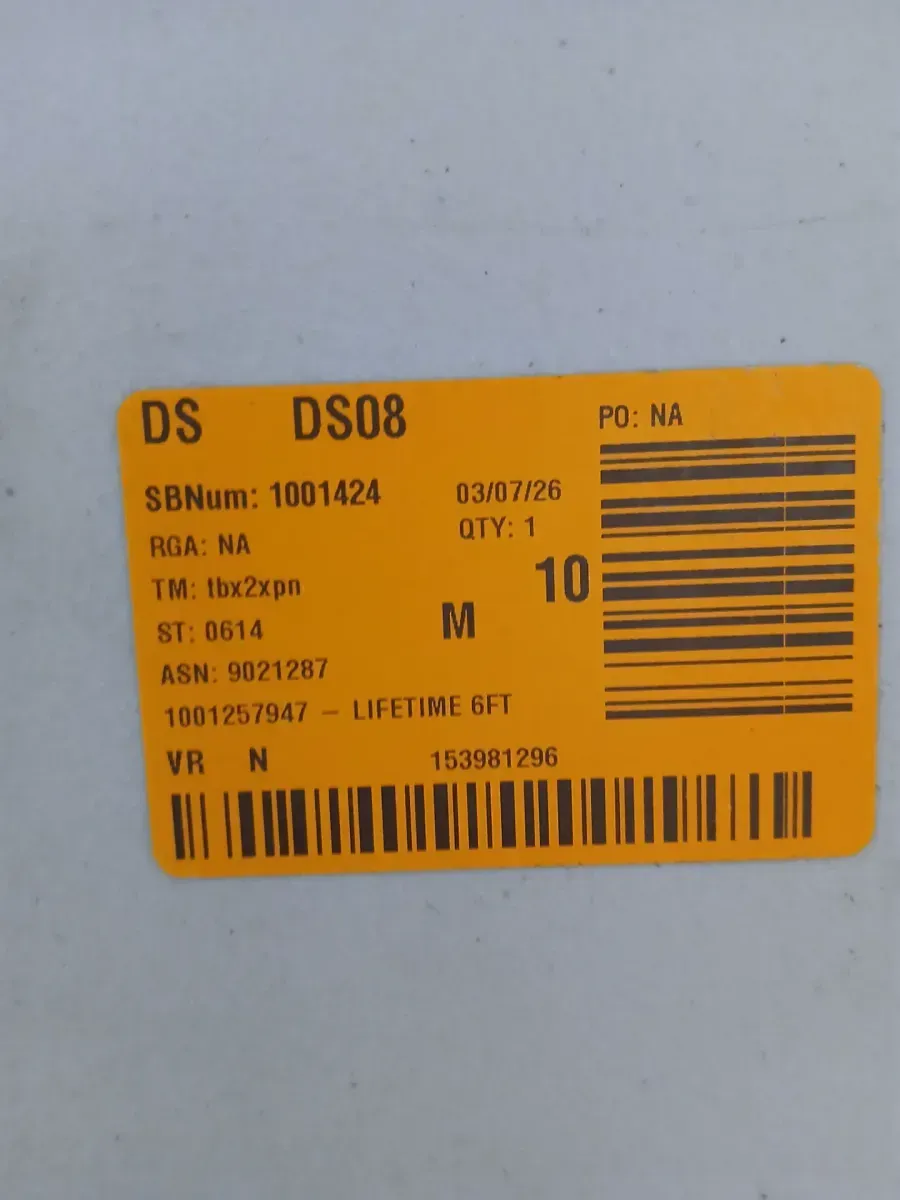 DS DS08 PO: NA
SBNum: 1001424 03/07/26
RGA: NA QTY: 1
TM: tbx2xpn 10
ST: 0614 M
ASN: 9021287
1001257947 – LIFETIME 6FT
VR N 153981296